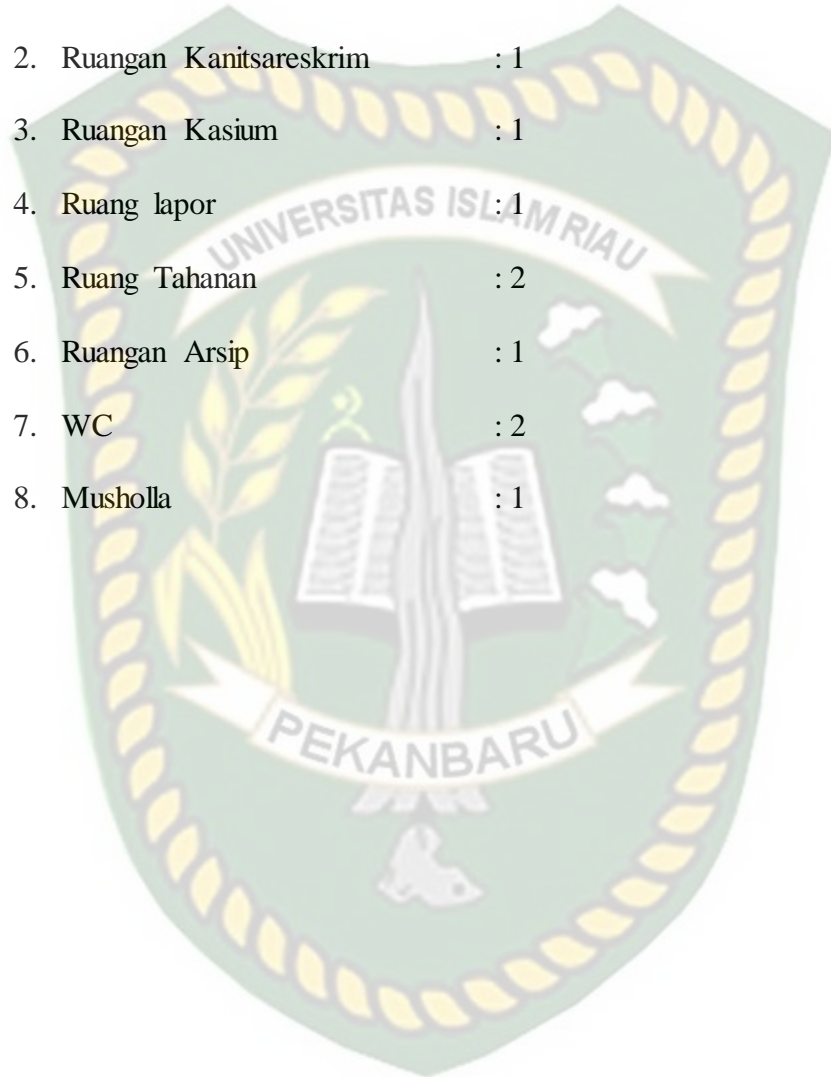 2. Ruangan Kanitsareskrim : 1
3. Ruangan Kasium : 1
4. Ruang lapor : 1
5. Ruang Tahanan : 2
6. Ruangan Arsip : 1
7. WC : 2
8. Musholla : 1
UNIVERSITAS ISLAM RIAU
PEKANBARU